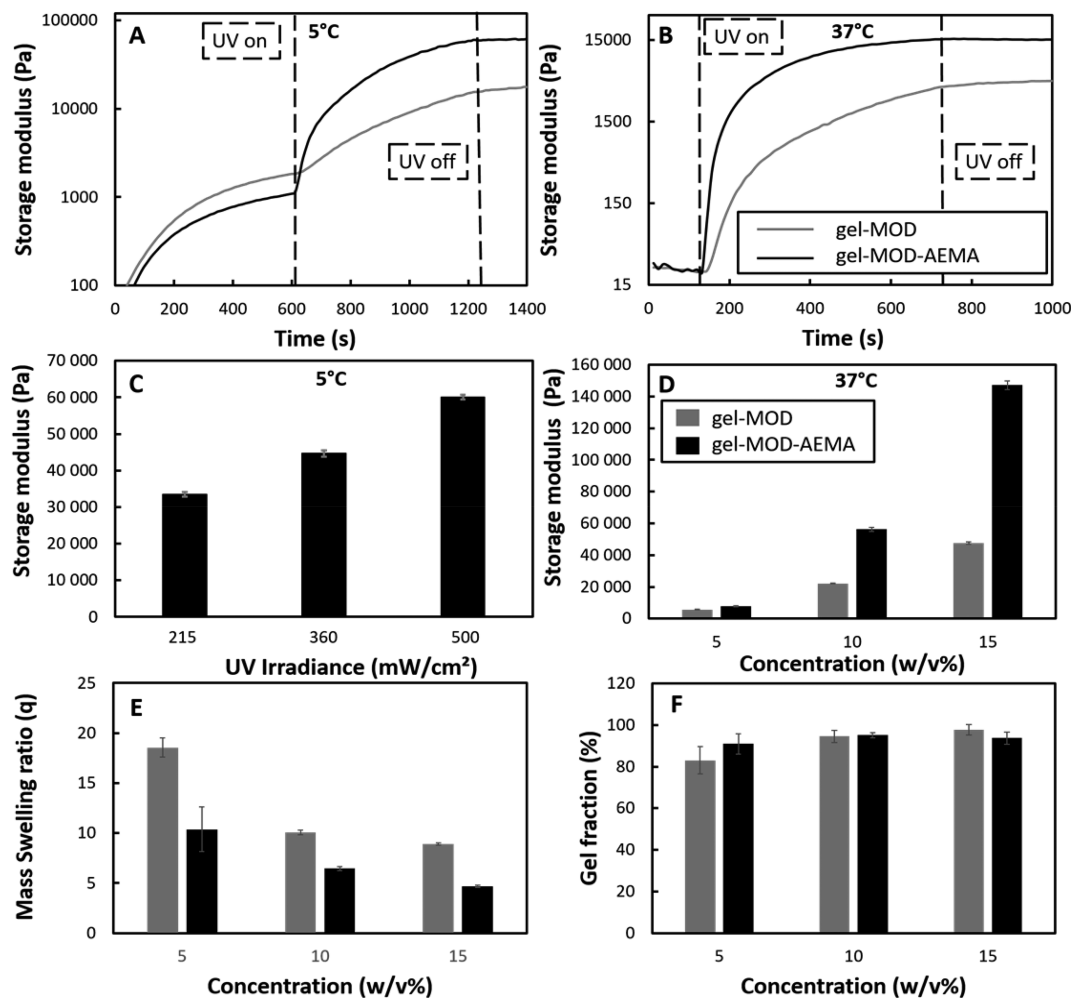 A
UV on
5°C
UV off
Storage modulus (Pa)
100000
10000
1000
100
0
200
400
600
800
1000
1200
1400
Time (s)
B
UV on
37°C
UV off
gel-MOD
gel-MOD-AEMA
Storage modulus (Pa)
15000
1500
150
15
0
200
400
600
800
1000
Time (s)
C
5°C
Storage modulus (Pa)
70 000
60 000
50 000
40 000
30 000
20 000
10 000
0
215
360
500
UV Irradiance (mW/cm²)
D
37°C
gel-MOD
gel-MOD-AEMA
Storage modulus (Pa)
160 000
140 000
120 000
100 000
80 000
60 000
40 000
20 000
0
5
10
15
Concentration (w/v%)
E
Mass Swelling ratio (q)
25
20
15
10
5
0
5
10
15
Concentration (w/v%)
F
Gel fraction (%)
120
100
80
60
40
20
0
5
10
15
Concentration (w/v%)